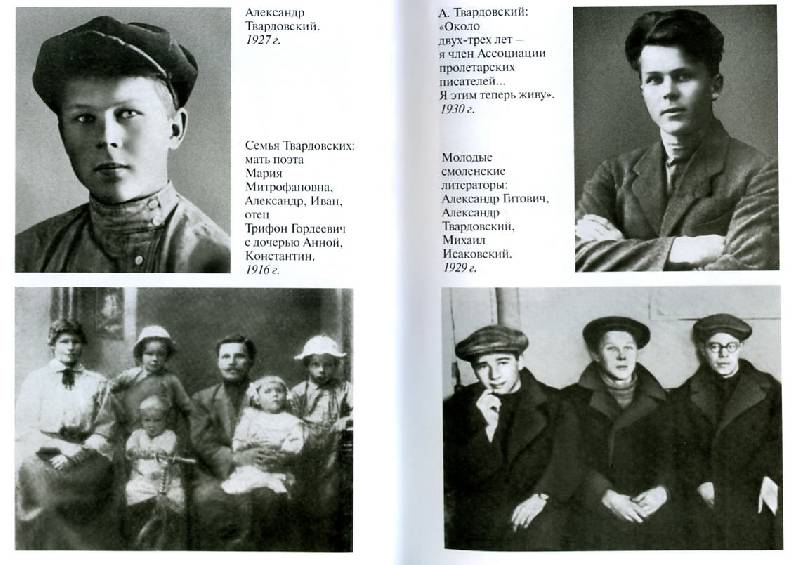 Александр
Твардовский.
1927 г.
Семья Твардовских:
мать поэта
Мария
Митрофановна,
Александр, Иван,
отец
Трифон Гордеевич
с дочерью Анной,
Константин.
1916 г.
А. Твардовский:
«Около
двух-трех лет –
я член Ассоциации
пролетарских
писателей...
Я этим теперь живу».
1930 г.
Молодые
смоленские
литераторы:
Александр Гитович,
Александр
Твардовский,
Михаил
Исаковский.
1929 г.